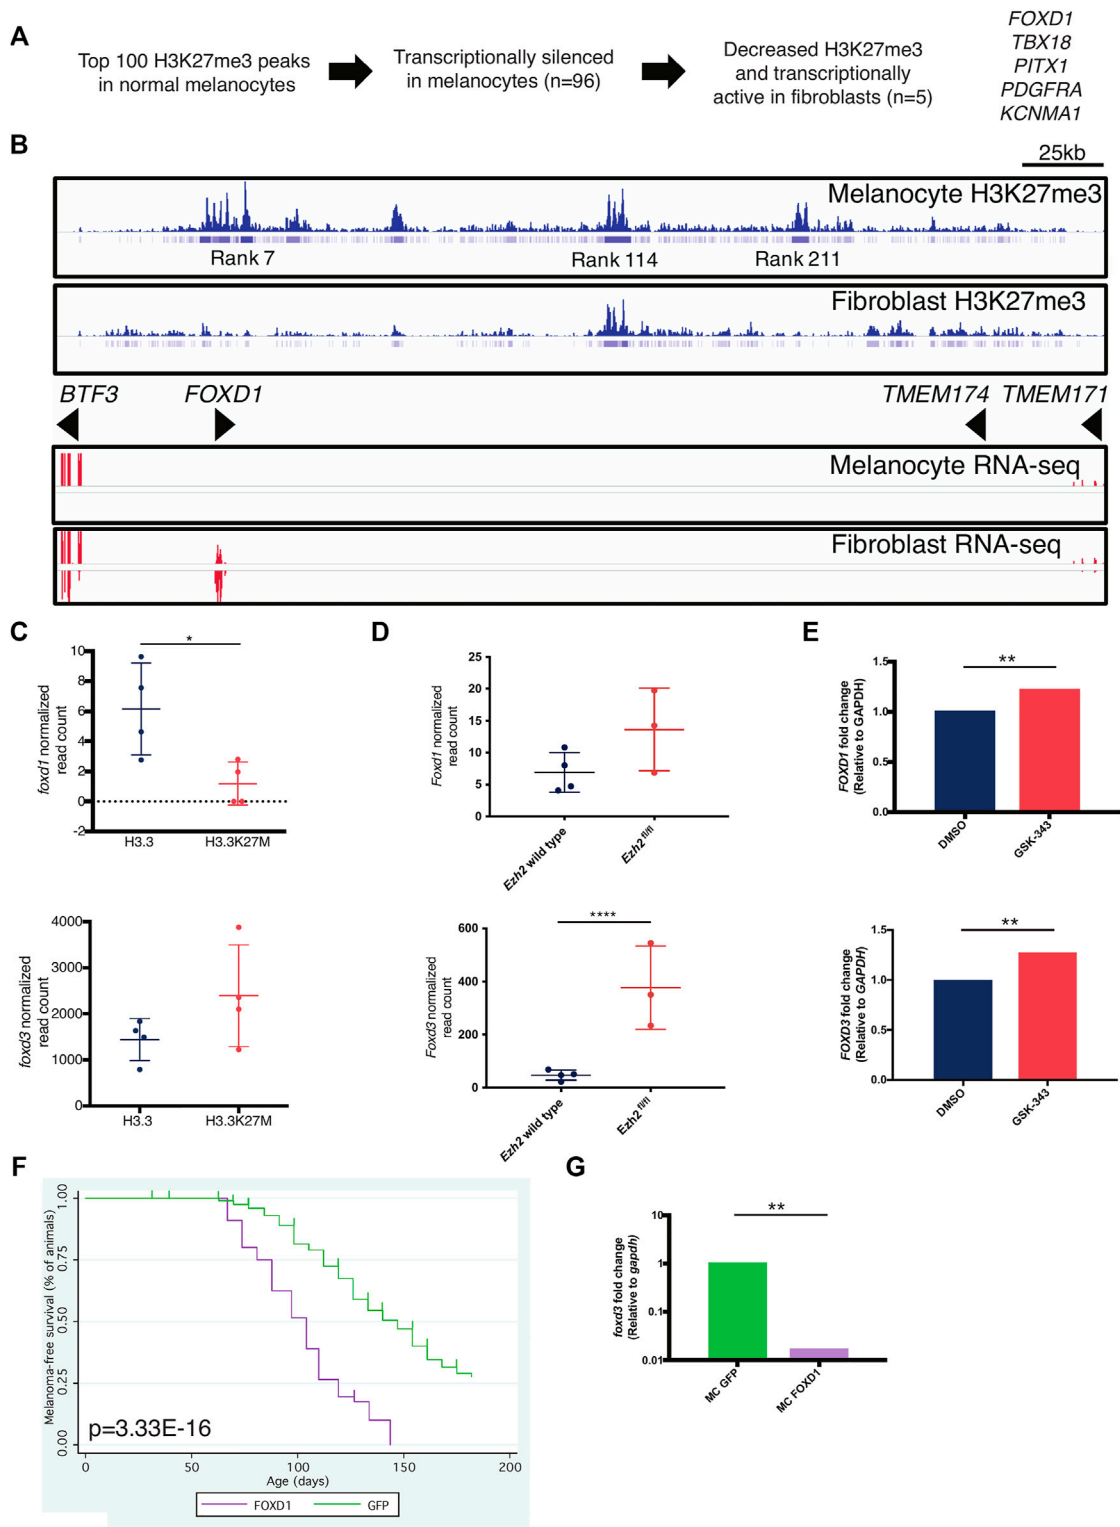 A
Top 100 H3K27me3 peaks
in normal melanocytes
Transcriptionally silenced
in melanocytes (n=96)
Decreased H3K27me3
and transcriptionally
active in fibroblasts (n=5)
FOXD1
TBX18
PITX1
PDGFRA
KCNMA1
B
25kb
Melanocyte H3K27me3
Rank 7
Rank 114
Rank 211
Fibroblast H3K27me3
BTF3
FOXD1
TMEM174
TMEM171
Melanocyte RNA-seq
Fibroblast RNA-seq
C
foxd1 normalized
read count
10
8
6
4
2
0
-2
*
H3.3
H3.3K27M
foxd3 normalized
read count
4000
3000
2000
1000
0
H3.3
H3.3K27M
D
Foxd1 normalized
read count
25
20
15
10
5
0
Ezh2 wild type
Ezh2 fl/fl
Foxd3 normalized
read count
600
400
200
0
****
Ezh2 wild type
Ezh2 fl/fl
E
FOXD1 fold change
(Relative to GAPDH)
1.5
1.0
0.5
0.0
**
DMSO
GSK-343
FOXD3 fold change
(Relative to GAPDH)
1.5
1.0
0.5
0.0
**
DMSO
GSK-343
F
Melanoma-free survival (% of animals)
1.00
0.75
0.50
0.25
0.00
p=3.33E-16
0
50
100
150
200
Age (days)
FOXD1
GFP
G
foxd3 fold change
(Relative to gapdh)
10
1
0.1
0.01
**
MC GFP
MC FOXD1